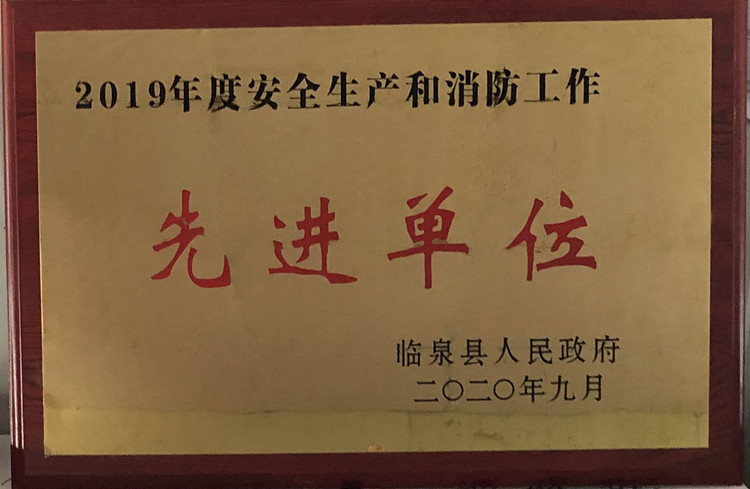 2019年度安全生产和消防工作
先进单位
临泉县人民政府
二〇二〇年九月